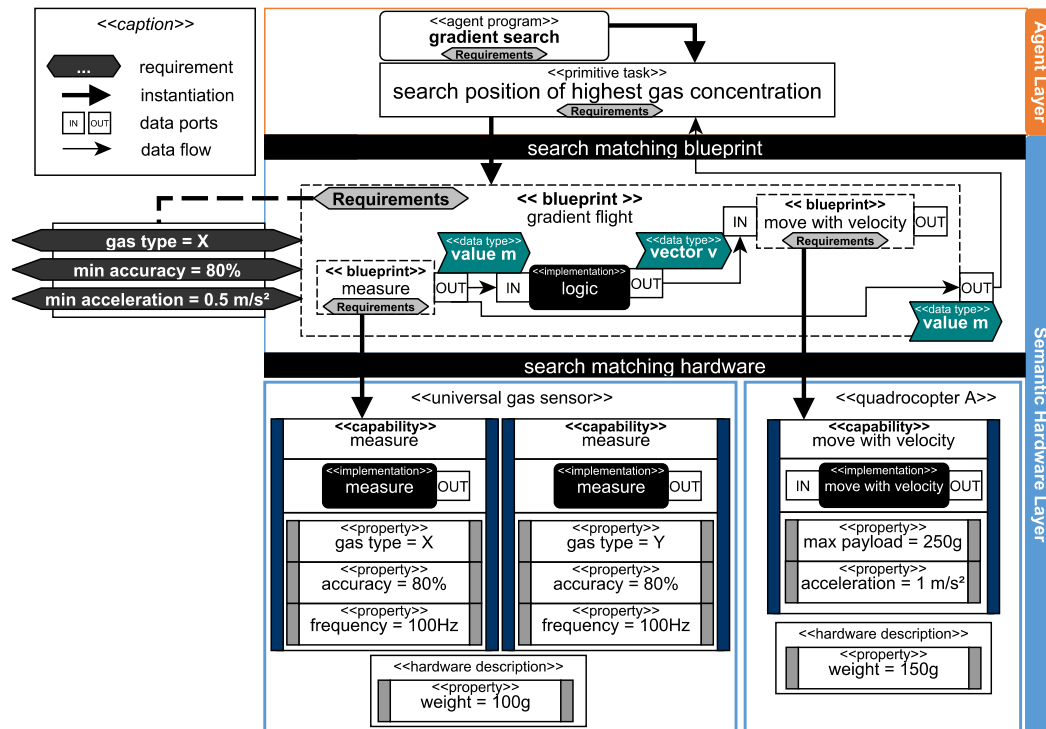 <<caption>>
...
requirement
instantiation
IN
OUT
data ports
data flow
<<agent program>>
gradient search
Requirements
<<primitive task>>
search position of highest gas concentration
Requirements
Agent Layer
search matching blueprint
Requirements
<< blueprint >>
gradient flight
gas type = X
min accuracy = 80%
min acceleration = 0.5 m/s²
<< blueprint>>
measure
Requirements
OUT
<<data type>>
value m
IN
<<implementation>>
logic
OUT
<<data type>>
vector v
IN
<< blueprint>>
move with velocity
Requirements
OUT
OUT
<<data type>>
value m
search matching hardware
Semantic Hardware Layer
<<universal gas sensor>>
<<capability>>
measure
<<implementation>>
measure
OUT
<<property>>
gas type = X
<<property>>
accuracy = 80%
<<property>>
frequency = 100Hz
<<capability>>
measure
<<implementation>>
measure
OUT
<<property>>
gas type = Y
<<property>>
accuracy = 80%
<<property>>
frequency = 100Hz
<<hardware description>>
<<property>>
weight = 100g
<<quadrocopter A>>
<<capability>>
move with velocity
IN
<<implementation>>
move with velocity
OUT
<<property>>
max payload = 250g
<<property>>
acceleration = 1 m/s²
<<hardware description>>
<<property>>
weight = 150g